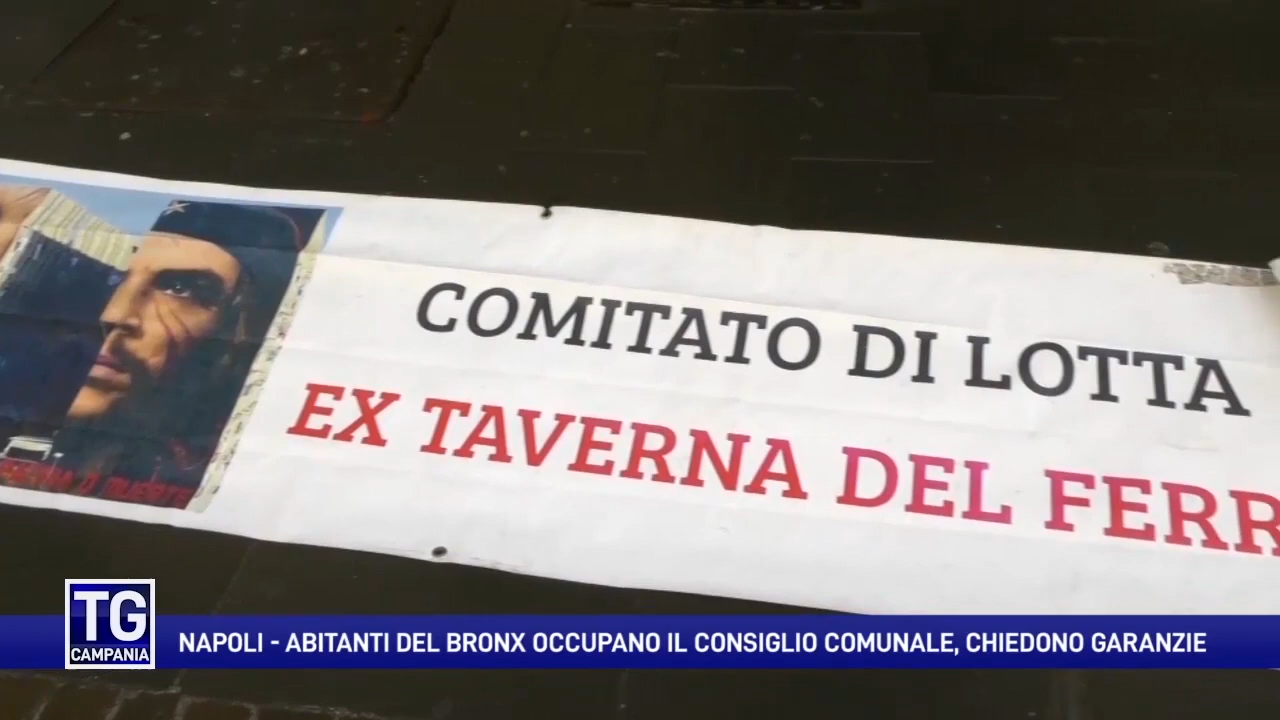 COMITATO DI LOTTA
EX TAVERNA DEL FERR
TG
CAMPANIA
NAPOLI - ABITANTI DEL BRONX OCCUPANO IL CONSIGLIO COMUNALE, CHIEDONO GARANZIE